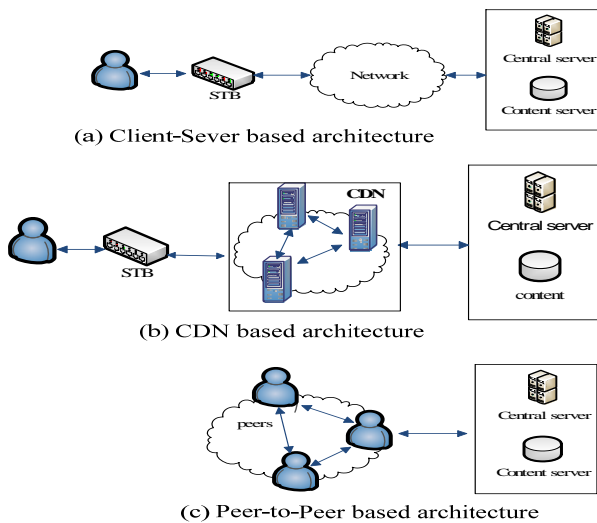 Network
Central server
STB
Content server
(a) Client-Sever based architecture
CDN
Central server
STB
content
(b) CDN based architecture
peers
Central server
Content server
(c) Peer-to-Peer based architecture